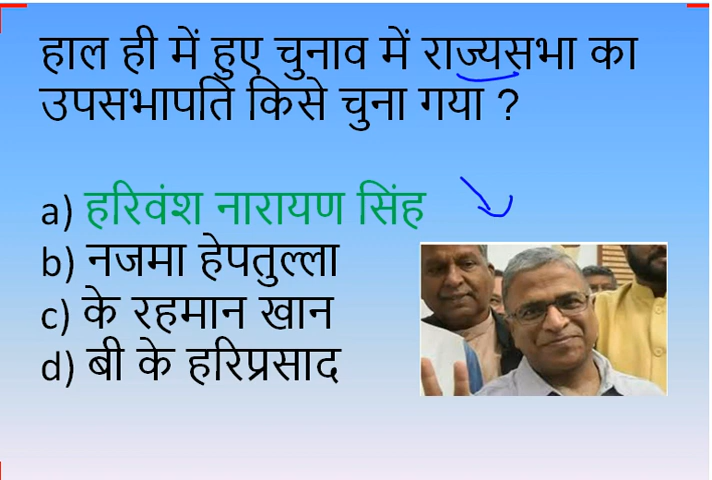 हाल ही में हुए चुनाव में राज्यसभा का
उपसभापति किसे चुना गया ?
a) हरिवंश नारायण सिंह
b) नजमा हेपतुल्ला
c) के रहमान खान
d) बी के हरिप्रसाद